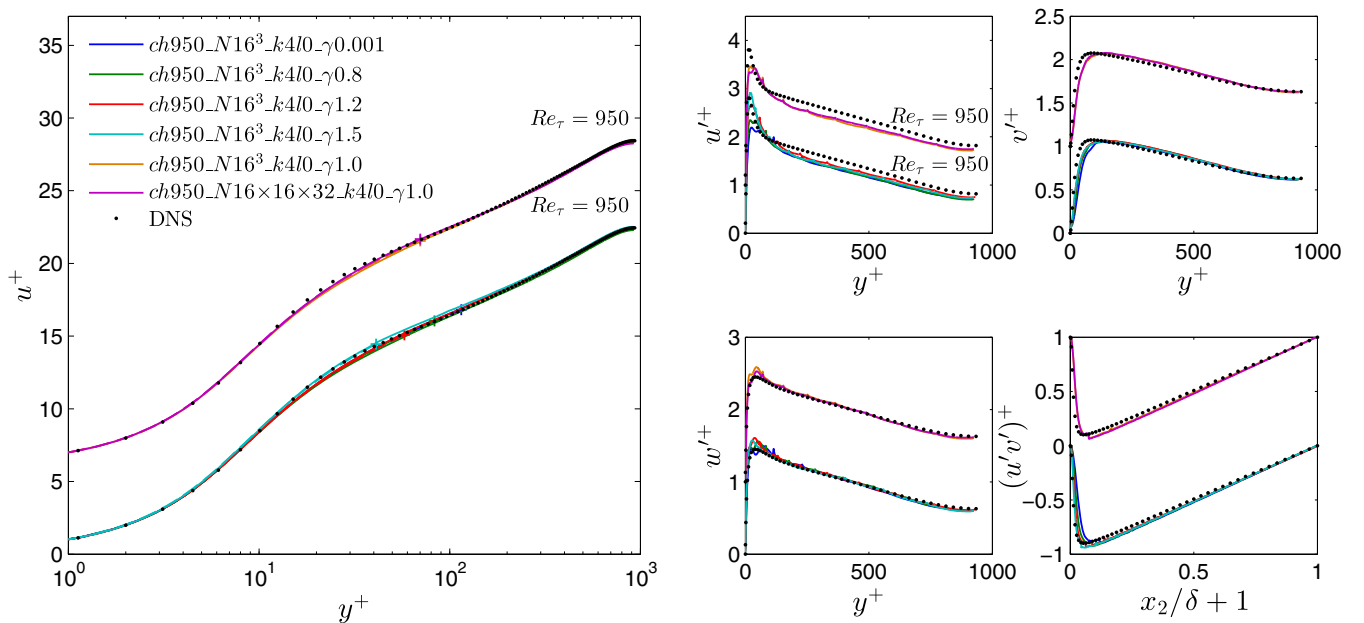 35
30
25
20
15
10
5
0
u⁺
ch950_N16³_k4l0_γ0.001
ch950_N16³_k4l0_γ0.8
ch950_N16³_k4l0_γ1.2
ch950_N16³_k4l0_γ1.5
ch950_N16³_k4l0_γ1.0
ch950_N16×16×32_k4l0_γ1.0
DNS
Re_τ = 950
Re_τ = 950
10⁰ 10¹ 10² 10³
y⁺
4
3
2
1
0
u′⁺
Re_τ = 950
Re_τ = 950
0 500 1000
y⁺
2.5
2
1.5
1
0.5
0
v′⁺
0 500 1000
y⁺
3
2
1
0
w′⁺
0 500 1000
y⁺
1
0.5
0
−0.5
−1
(u′v′)⁺
0 0.5 1
x₂/δ + 1